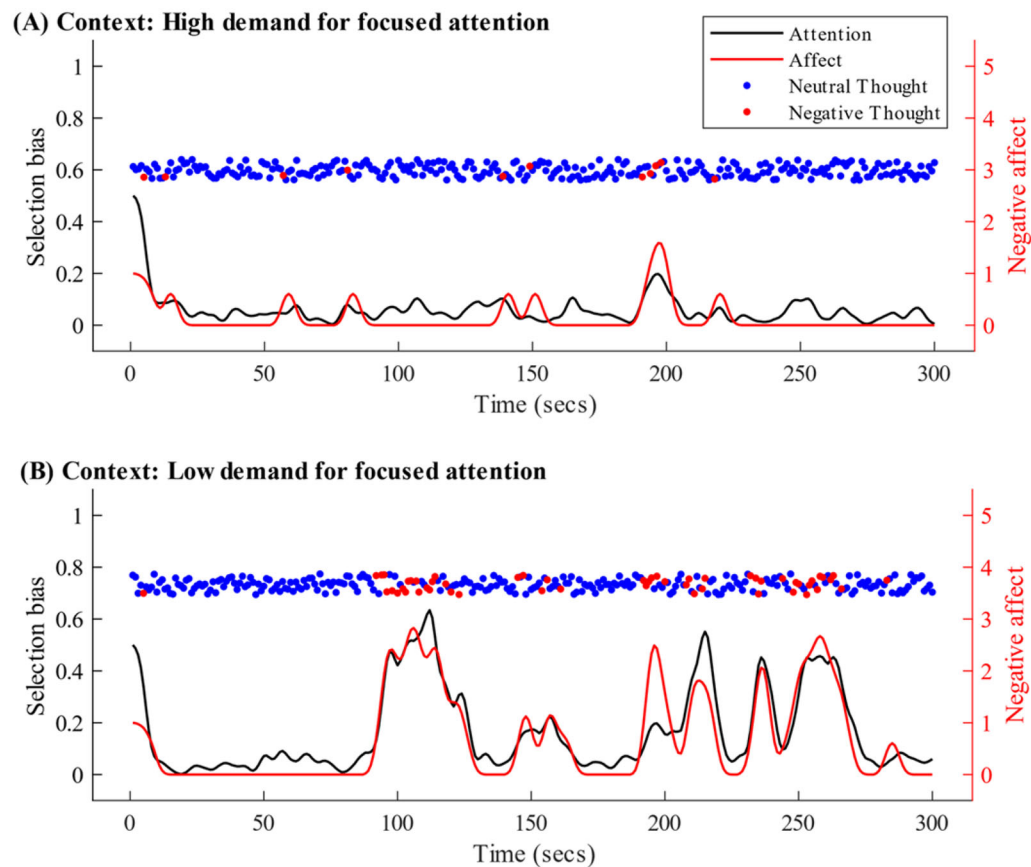 (A) Context: High demand for focused attention
Attention
Affect
Neutral Thought
Negative Thought
Selection bias
1
0.8
0.6
0.4
0.2
0
5
4
3
2
1
0
Negative affect
0 50 100 150 200 250 300
Time (secs)
(B) Context: Low demand for focused attention
Selection bias
1
0.8
0.6
0.4
0.2
0
5
4
3
2
1
0
Negative affect
0 50 100 150 200 250 300
Time (secs)